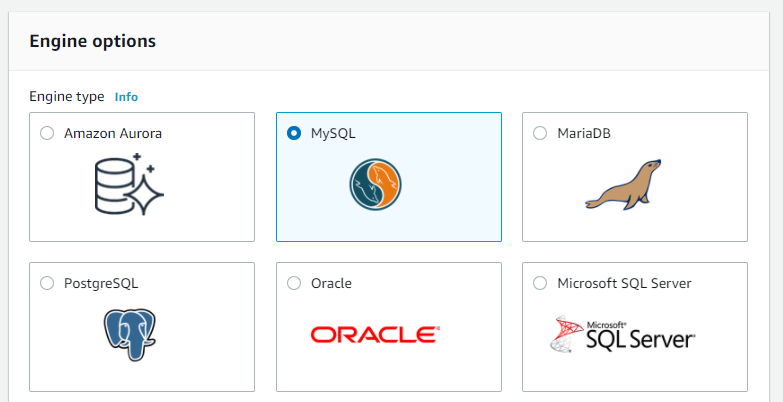 Engine options
Engine type Info
Amazon Aurora
MySQL
MariaDB
PostgreSQL
Oracle
ORACLE®
Microsoft SQL Server
Microsoft®
SQL Server®